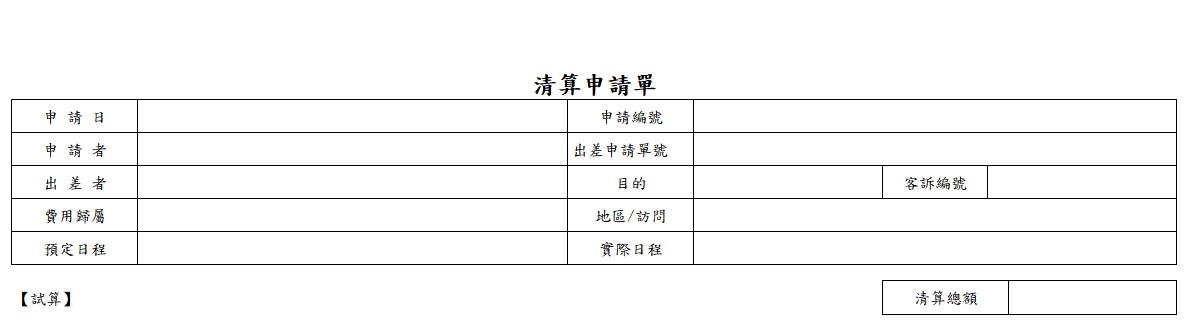 清算申請單
申 請 日 申請編號
申 請 者 出差申請單號
出 差 者 目的 客訴編號
費用歸屬 地區/訪問
預定日程 實際日程
【試算】 清算總額